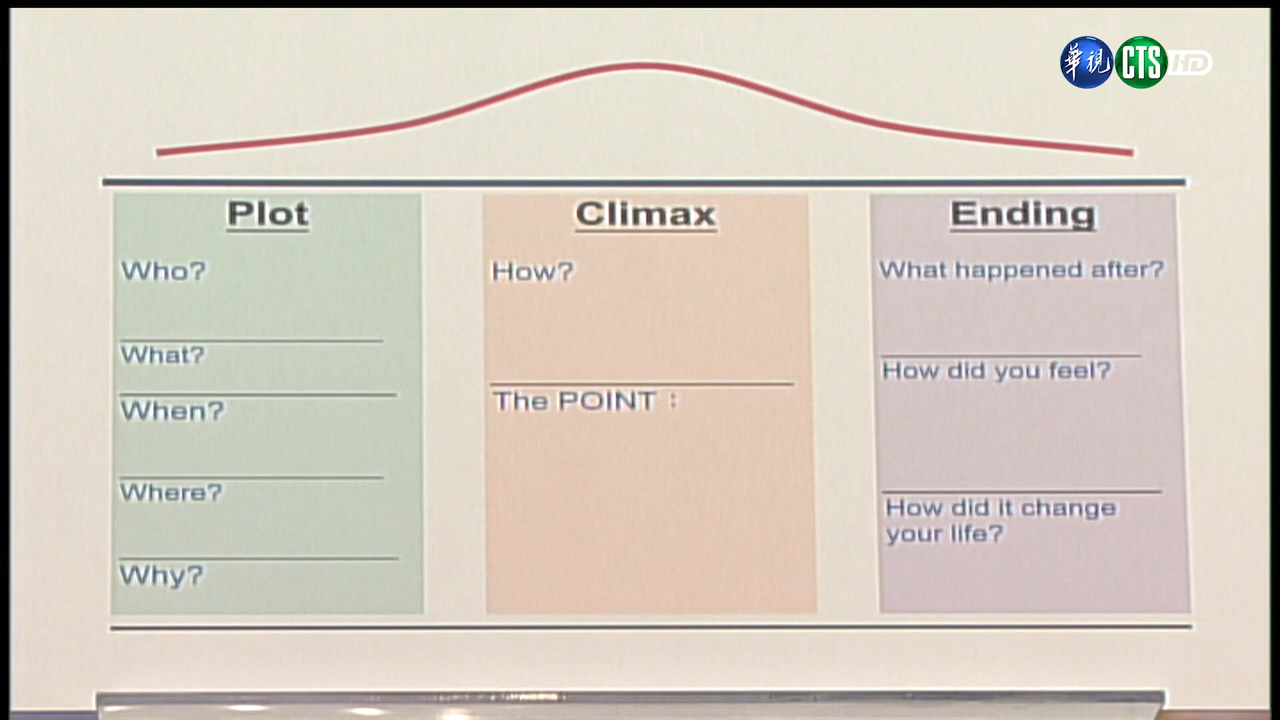 華視 CTS HD
Plot
Who?
What?
When?
Where?
Why?
Climax
How?
The POINT :
Ending
What happened after?
How did you feel?
How did it change
your life?